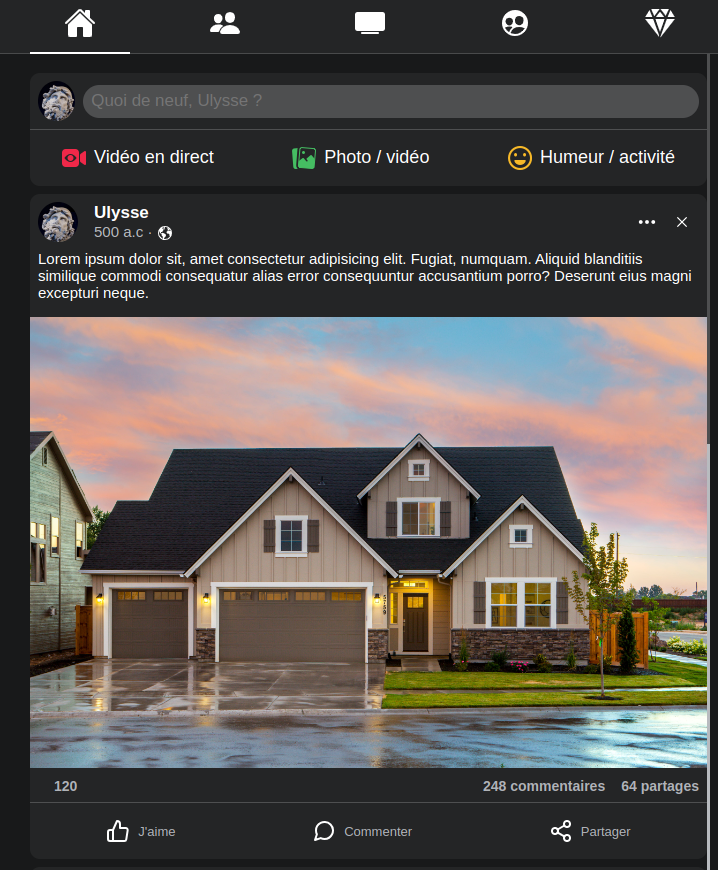 Quoi de neuf, Ulysse ?
Vidéo en direct
Photo / vidéo
Humeur / activité
Ulysse
500 a.c ·
Lorem ipsum dolor sit, amet consectetur adipisicing elit. Fugiat, numquam. Aliquid blanditiis
similique commodi consequatur alias error consequuntur accusantium porro? Deserunt eius magni
excepturi neque.
120
248 commentaires
64 partages
J'aime
Commenter
Partager